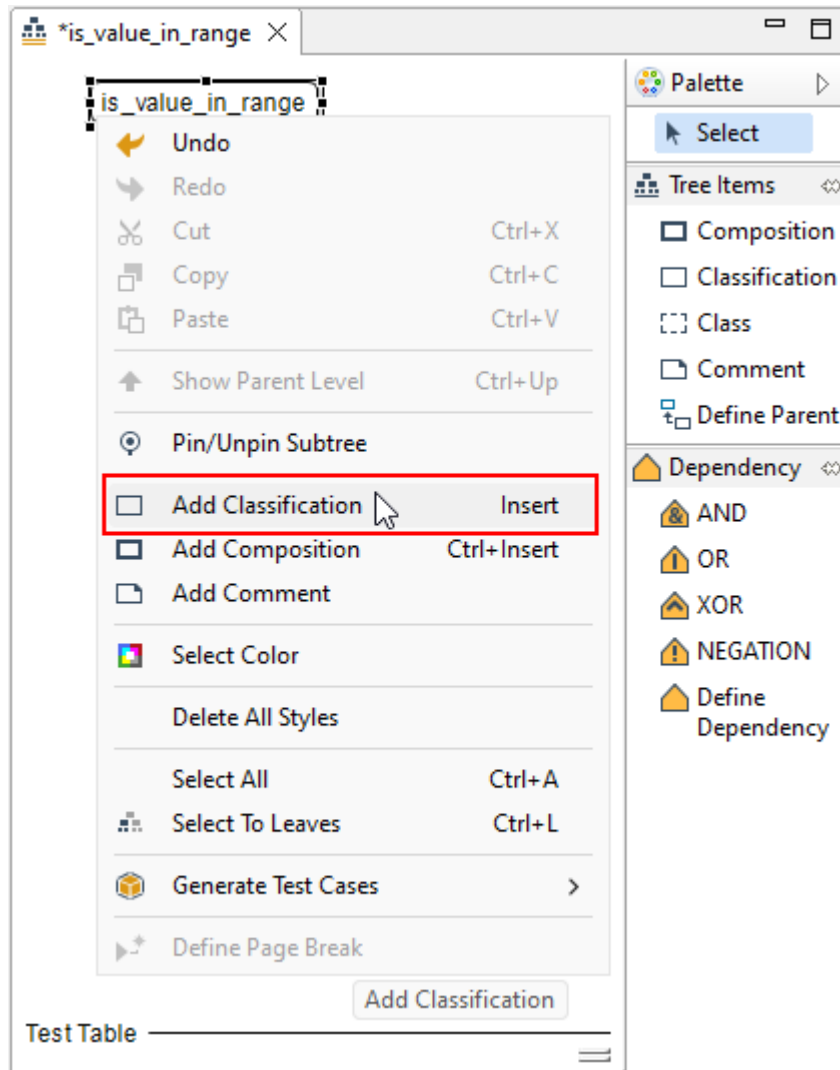 *is_value_in_range
is_value_in_range
Undo
Redo
Cut Ctrl+X
Copy Ctrl+C
Paste Ctrl+V
Show Parent Level Ctrl+Up
Pin/Unpin Subtree
Add Classification Insert
Add Composition Ctrl+Insert
Add Comment
Select Color
Delete All Styles
Select All Ctrl+A
Select To Leaves Ctrl+L
Generate Test Cases
Define Page Break
Add Classification
Test Table
Palette
Select
Tree Items
Composition
Classification
Class
Comment
Define Parent
Dependency
AND
OR
XOR
NEGATION
Define
Dependency